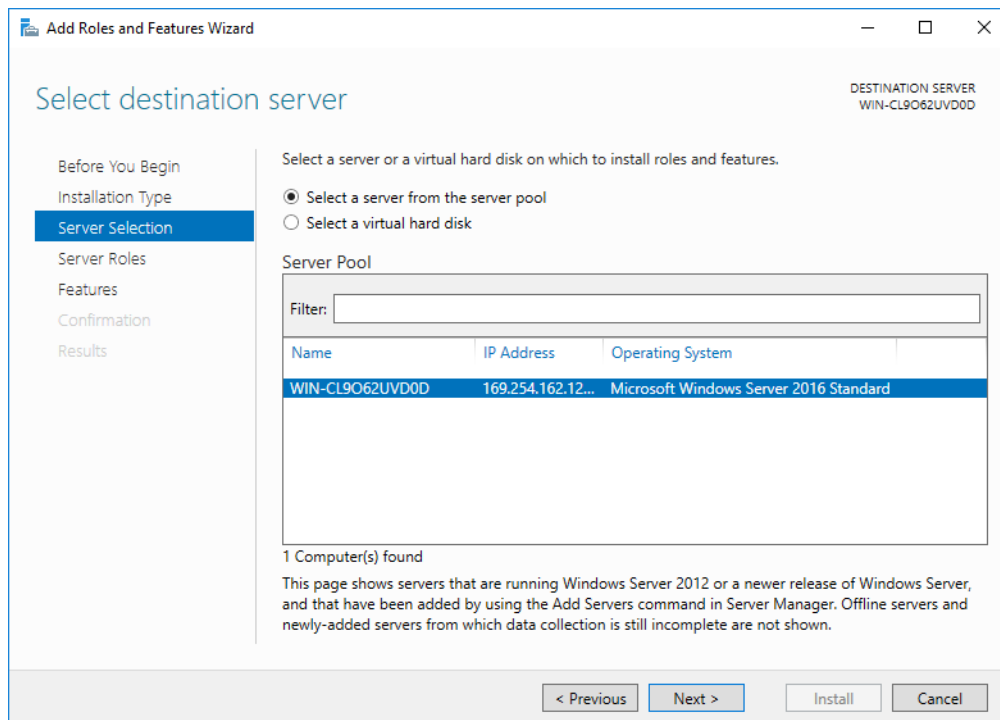 Add Roles and Features Wizard
Select destination server
DESTINATION SERVER
WIN-CL9O62UVD0D
Before You Begin
Installation Type
Server Selection
Server Roles
Features
Confirmation
Results
Select a server or a virtual hard disk on which to install roles and features.
Select a server from the server pool
Select a virtual hard disk
Server Pool
Filter:
Name IP Address Operating System
WIN-CL9O62UVD0D 169.254.162.12... Microsoft Windows Server 2016 Standard
1 Computer(s) found
This page shows servers that are running Windows Server 2012 or a newer release of Windows Server,
and that have been added by using the Add Servers command in Server Manager. Offline servers and
newly-added servers from which data collection is still incomplete are not shown.
< Previous Next > Install Cancel